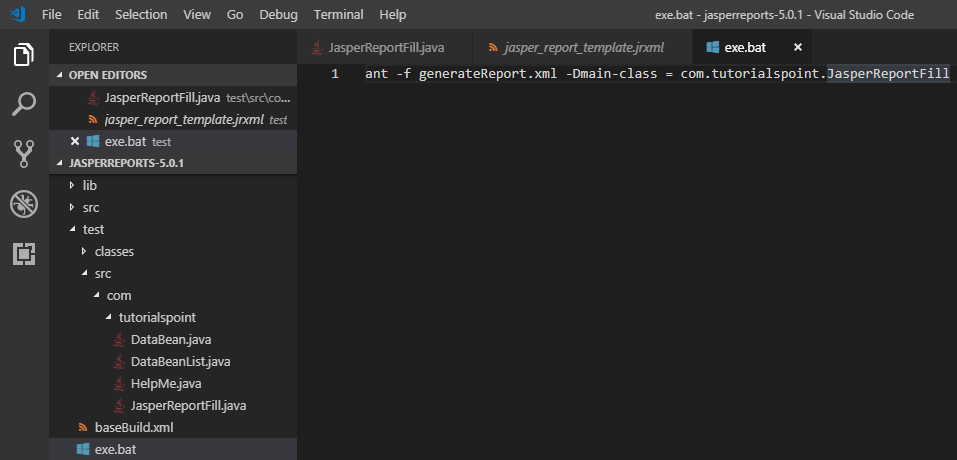 File Edit Selection View Go Debug Terminal Help exe.bat - jasperreports-5.0.1 - Visual Studio Code
EXPLORER
JasperReportFill.java jasper_report_template.jrxml exe.bat
OPEN EDITORS
1 ant -f generateReport.xml -Dmain-class = com.tutorialspoint.JasperReportFill
JasperReportFill.java test\src\co...
jasper_report_template.jrxml test
exe.bat test
JASPERREPORTS-5.0.1
lib
src
test
classes
src
com
tutorialspoint
DataBean.java
DataBeanList.java
HelpMe.java
JasperReportFill.java
baseBuild.xml
exe.bat